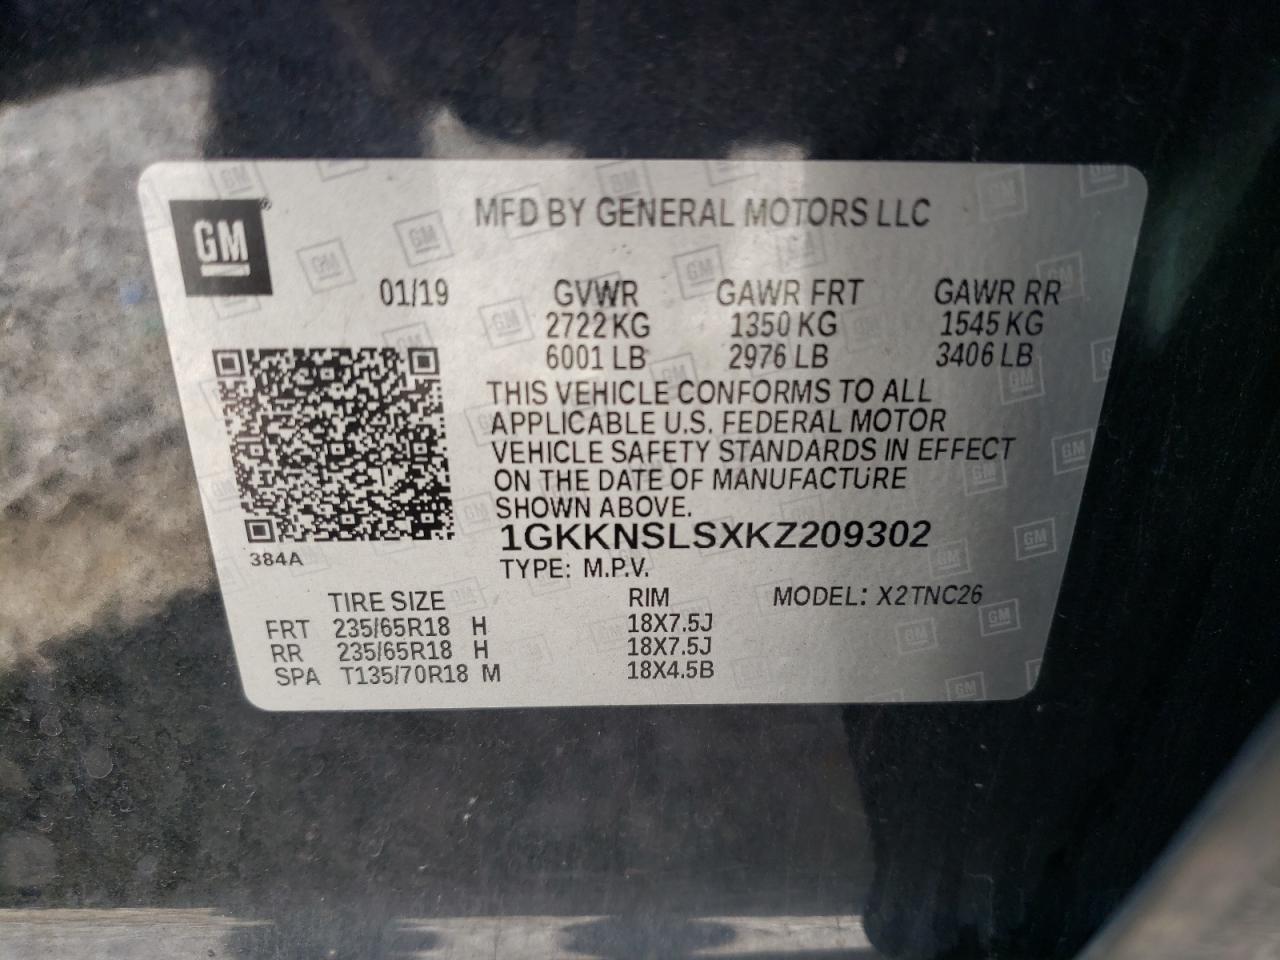 GM
MFD BY GENERAL MOTORS LLC
01/19 GVWR GAWR FRT GAWR RR
2722 KG 1350 KG 1545 KG
6001 LB 2976 LB 3406 LB
THIS VEHICLE CONFORMS TO ALL
APPLICABLE U.S. FEDERAL MOTOR
VEHICLE SAFETY STANDARDS IN EFFECT
ON THE DATE OF MANUFACTURE
SHOWN ABOVE.
1GKKNSLSXKZ209302
384A TYPE: M.P.V.
TIRE SIZE RIM MODEL: X2TNC26
FRT 235/65R18 H 18X7.5J
RR 235/65R18 H 18X7.5J
SPA T135/70R18 M 18X4.5B